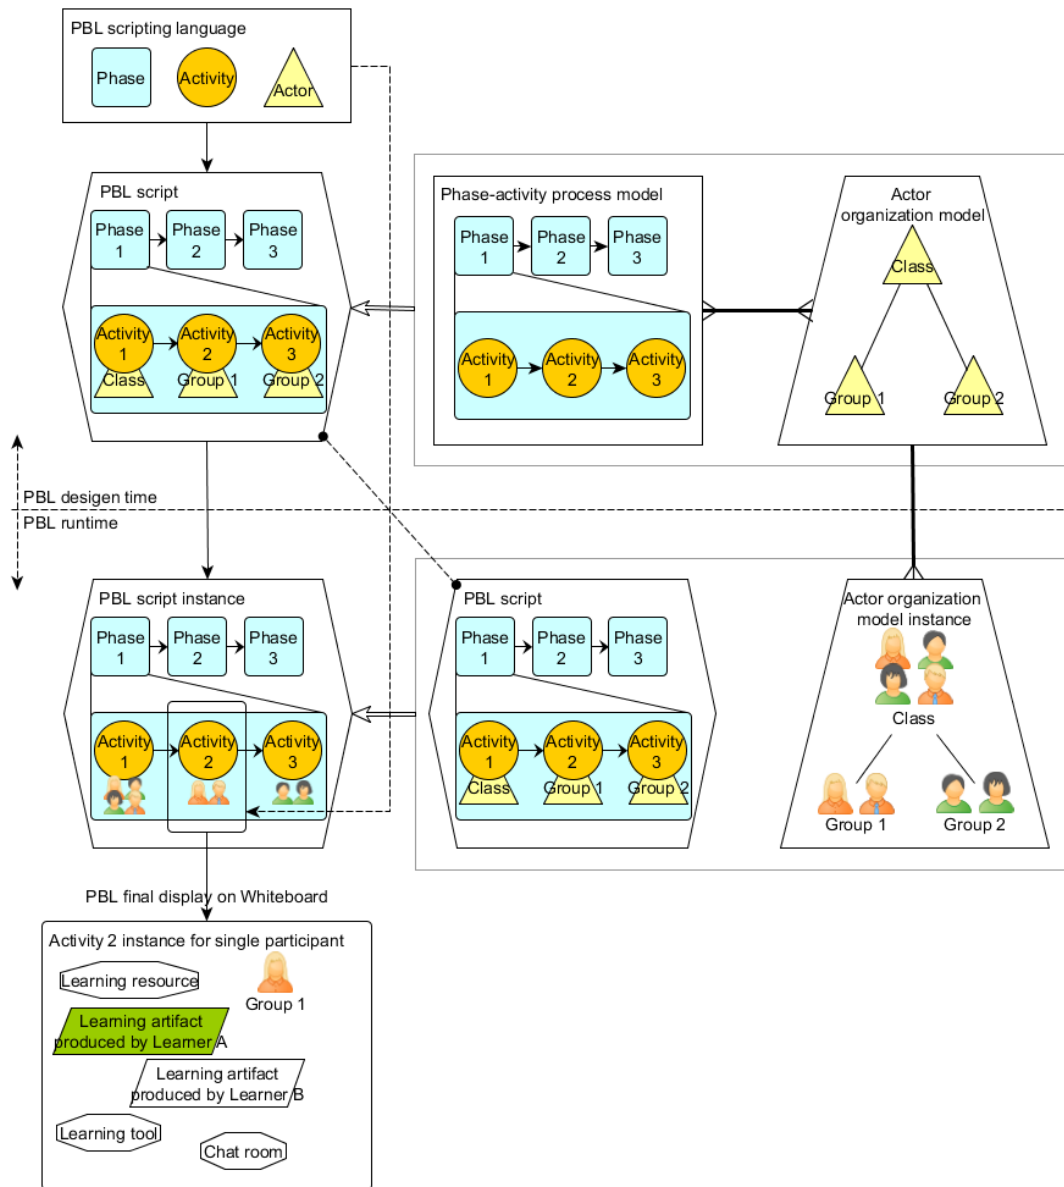 PBL scripting language
Phase
Activity
Actor
PBL script
Phase
1
Phase
2
Phase
3
Activity
1
Activity
2
Activity
3
Class
Group 1
Group 2
Phase-activity process model
Phase
1
Phase
2
Phase
3
Activity
1
Activity
2
Activity
3
Actor
organization model
Class
Group 1
Group 2
PBL desigen time
PBL runtime
PBL script instance
Phase
1
Phase
2
Phase
3
Activity
1
Activity
2
Activity
3
PBL script
Phase
1
Phase
2
Phase
3
Activity
1
Activity
2
Activity
3
Class
Group 1
Group 2
Actor organization
model instance
Class
Group 1
Group 2
PBL final display on Whiteboard
Activity 2 instance for single participant
Learning resource
Group 1
Learning artifact
produced by Learner A
Learning artifact
produced by Learner B
Learning tool
Chat room